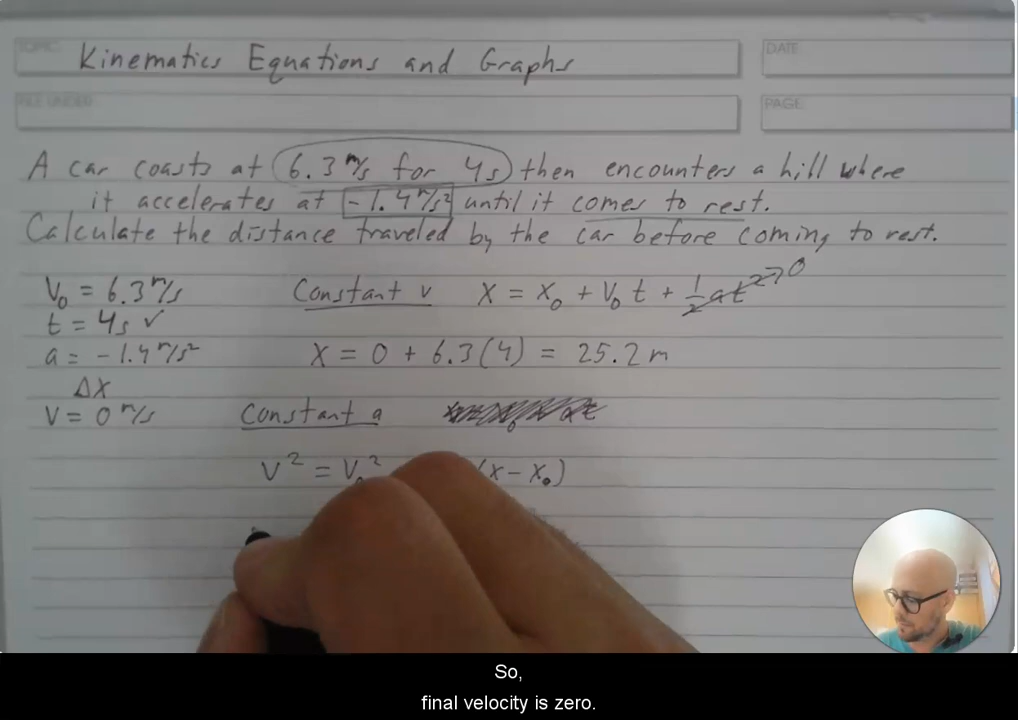 TOPIC
Kinematics Equations and Graphs
DATE
FILE UNDER
PAGE
A car coasts at 6.3 m/s for 4s then encounters a hill where
it accelerates at -1.4 m/s² until it comes to rest.
Calculate the distance traveled by the car before coming to rest.
V₀ = 6.3 m/s
t = 4s ✓
a = -1.4 m/s²
Δx
V = 0 m/s
Constant v X = X₀ + V₀ t + ½ at² → 0
X = 0 + 6.3(4) = 25.2 m
Constant a
V² = V₀² (x - x₀)
So,
final velocity is zero.